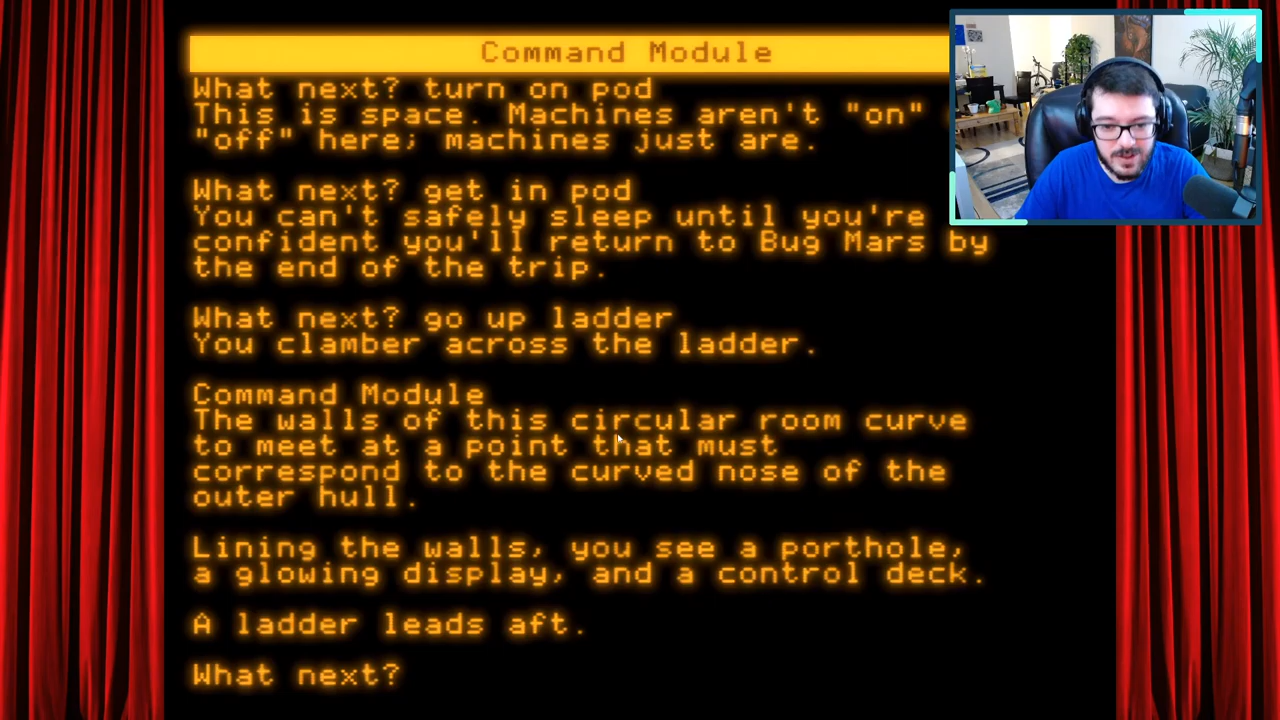 Command Module
What next? turn on pod
This is space. Machines aren't "on"
"off" here; machines just are.
What next? get in pod
You can't safely sleep until you're
confident you'll return to Bug Mars by
the end of the trip.
What next? go up ladder
You clamber across the ladder.
Command Module
The walls of this circular room curve
to meet at a point that must
correspond to the curved nose of the
outer hull.
Lining the walls, you see a porthole,
a glowing display, and a control deck.
A ladder leads aft.
What next?